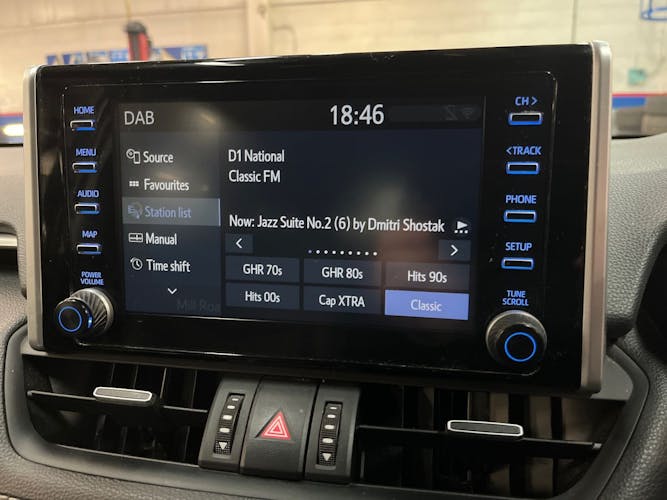 DAB
18:46
HOME
MENU
AUDIO
MAP
POWER
VOLUME
Source
Favourites
Station list
Manual
Time shift
D1 National
Classic FM
Now: Jazz Suite No.2 (6) by Dmitri Shostak
GHR 70s
GHR 80s
Hits 90s
Hits 00s
Cap XTRA
Classic
CH >
< TRACK
PHONE
SETUP
TUNE
SCROLL